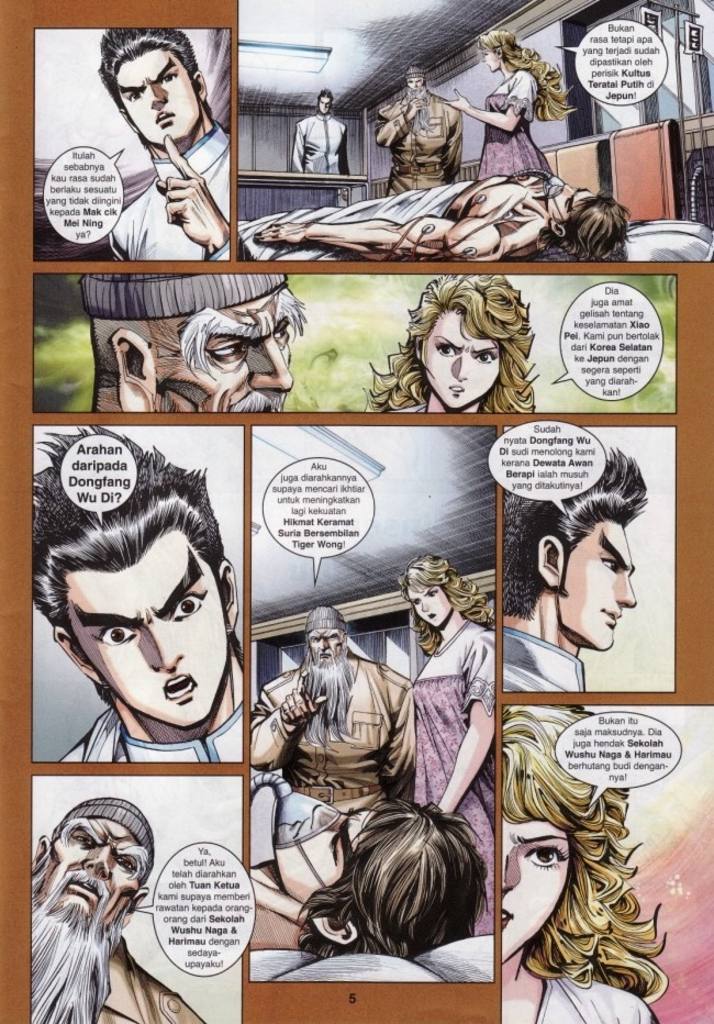 Itulah
sebabnya
kau rasa sudah
berlaku sesuatu
yang tidak diingini
kepada Mak cik
Mei Ning
ya?
Bukan
rasa tetapi apa
yang terjadi sudah
dipastikan oleh
perisik Kultus
Teratai Putih di
Jepun!
Dia
juga amat
gelisah tentang
keselamatan Xiao
Pei. Kami pun bertolak
dari Korea Selatan
ke Jepun dengan
segera seperti
yang diarah-
kan!
Arahan
daripada
Dongfang
Wu Di?
Aku
juga diarahkannya
supaya mencari ikhtiar
untuk meningkatkan
lagi kekuatan
Hikmat Keramat
Suria Bersembilan
Tiger Wong!
Sudah
nyata Dongfang Wu
Di sudi menolong kami
kerana Dewata Awan
Berapi ialah musuh
yang ditakutinya!
Ya,
betul! Aku
telah diarahkan
oleh Tuan Ketua
kami supaya memberi
rawatan kepada orang-
orang dari Sekolah
Wushu Naga &
Harimau dengan
sedaya-
upayaku!
Bukan itu
saja maksudnya. Dia
juga hendak Sekolah
Wushu Naga & Harimau
berhutang budi dengan-
nya!
5